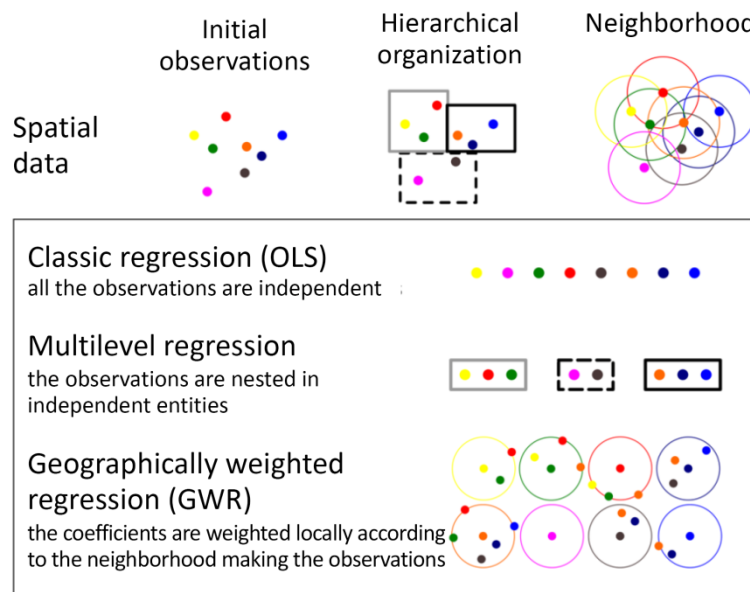 Initial
observations
Hierarchical
organization
Neighborhood
Spatial
data
Classic regression (OLS)
all the observations are independent
Multilevel regression
the observations are nested in
independent entities
Geographically weighted
regression (GWR)
the coefficients are weighted locally according
to the neighborhood making the observations